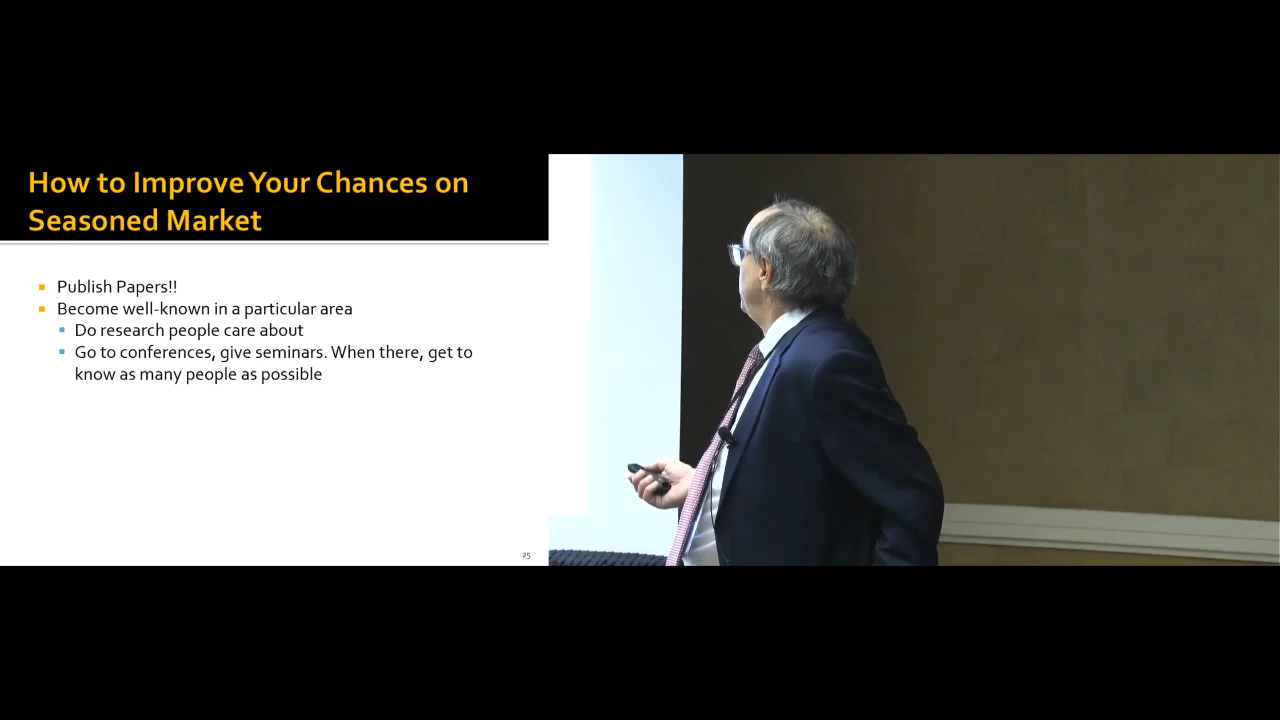 How to Improve Your Chances on
Seasoned Market
Publish Papers!!
Become well-known in a particular area
Do research people care about
Go to conferences, give seminars. When there, get to
know as many people as possible
25